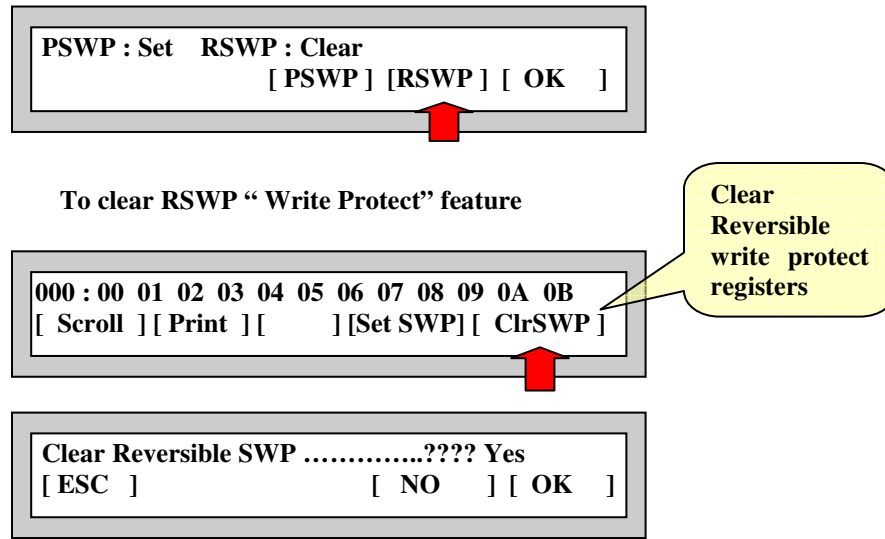 PSWP : Set RSWP : Clear
[ PSWP ] [RSWP ] [ OK ]
To clear RSWP “ Write Protect” feature
Clear
Reversible
write protect
registers
000 : 00 01 02 03 04 05 06 07 08 09 0A 0B
[ Scroll ] [ Print ] [ ] [Set SWP] [ ClrSWP ]
Clear Reversible SWP …………..???? Yes
[ ESC ] [ NO ] [ OK ]